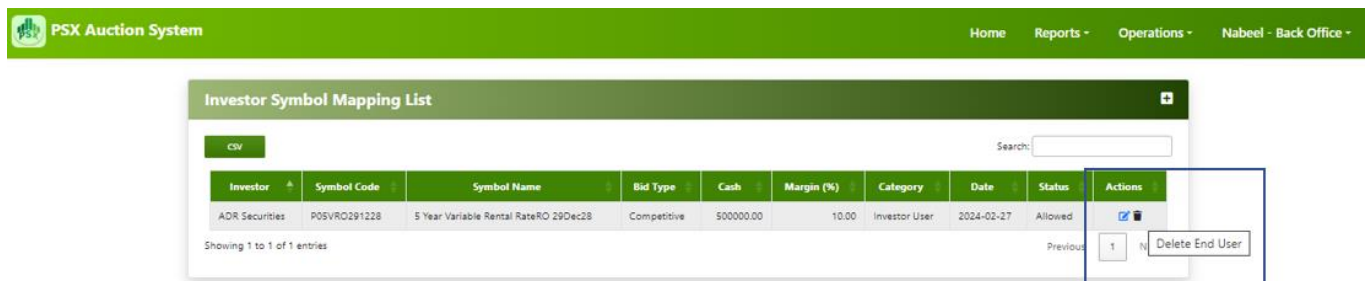 PSX PSX Auction System Home Reports Operations Nabeel - Back Office
Investor Symbol Mapping List
CSV Search:
Investor Symbol Code Symbol Name Bid Type Cash Margin (%) Category Date Status Actions
ADR Securities P05VRO291228 5 Year Variable Rental RateRO 29Dec28 Competitive 500000.00 10.00 Investor User 2024-02-27 Allowed
Showing 1 to 1 of 1 entries Previous 1 N Delete End User